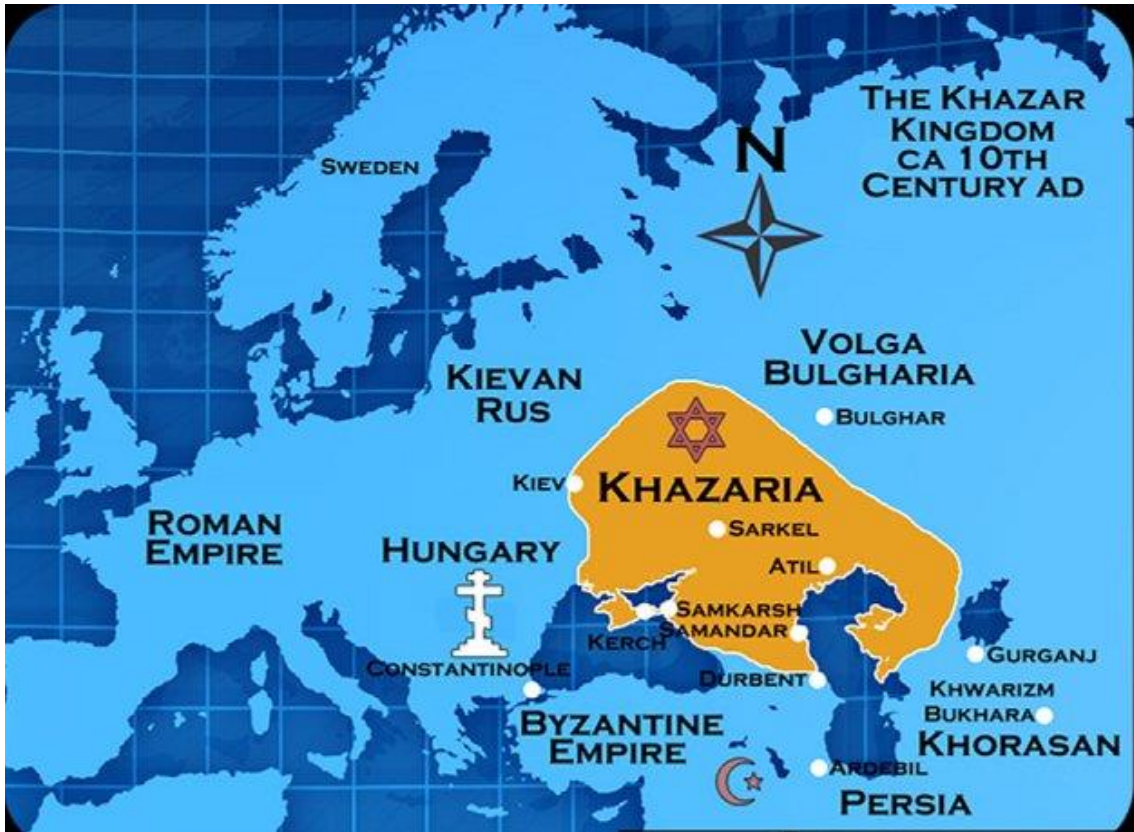 THE KHAZAR
KINGDOM
CA 10TH
CENTURY AD
N
SWEDEN
VOLGA
BULGHARIA
KIEVAN
RUS
BULGHAR
KIEV
KHAZARIA
ROMAN
EMPIRE
SARKEL
HUNGARY
ATIL
SAMKARSH
SAMANDAR
KERCH
CONSTANTINOPLE
DURBENT
GURGANJ
KHWARIZM
BUKHARA
BYZANTINE
EMPIRE
KHORASAN
ARDEBIL
PERSIA